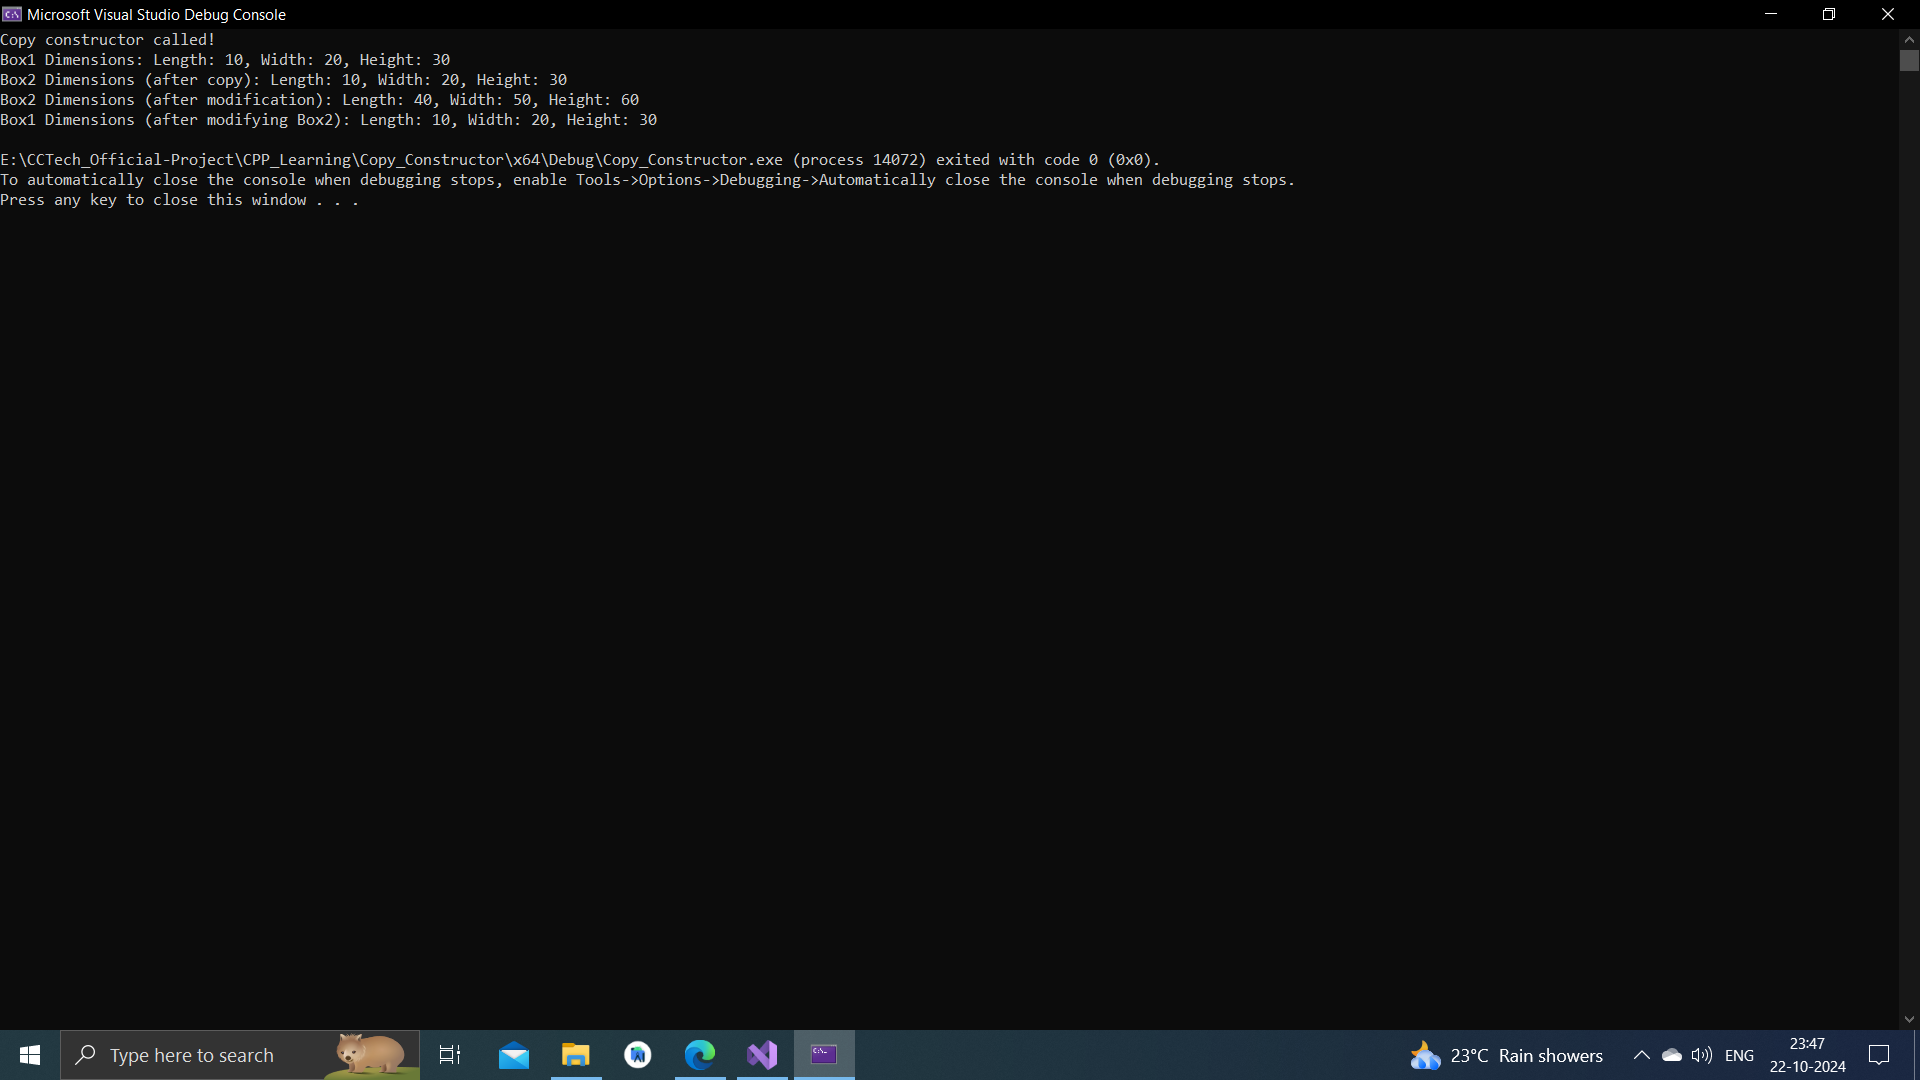 Microsoft Visual Studio Debug Console
Copy constructor called!
Box1 Dimensions: Length: 10, Width: 20, Height: 30
Box2 Dimensions (after copy): Length: 10, Width: 20, Height: 30
Box2 Dimensions (after modification): Length: 40, Width: 50, Height: 60
Box1 Dimensions (after modifying Box2): Length: 10, Width: 20, Height: 30
E:\CCTech_Official-Project\CPP_Learning\Copy_Constructor\x64\Debug\Copy_Constructor.exe (process 14072) exited with code 0 (0x0).
To automatically close the console when debugging stops, enable Tools->Options->Debugging->Automatically close the console when debugging stops.
Press any key to close this window . . .
Type here to search
23°C Rain showers
ENG
23:47
22-10-2024